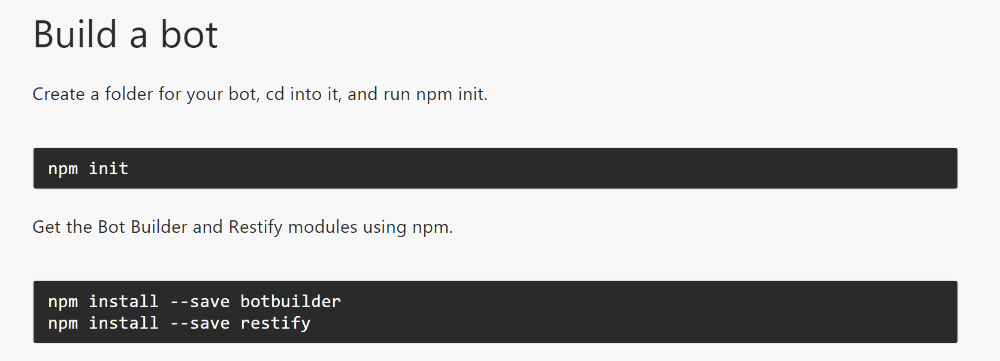 Build a bot
Create a folder for your bot, cd into it, and run npm init.
npm init
Get the Bot Builder and Restify modules using npm.
npm install --save botbuilder
npm install --save restify